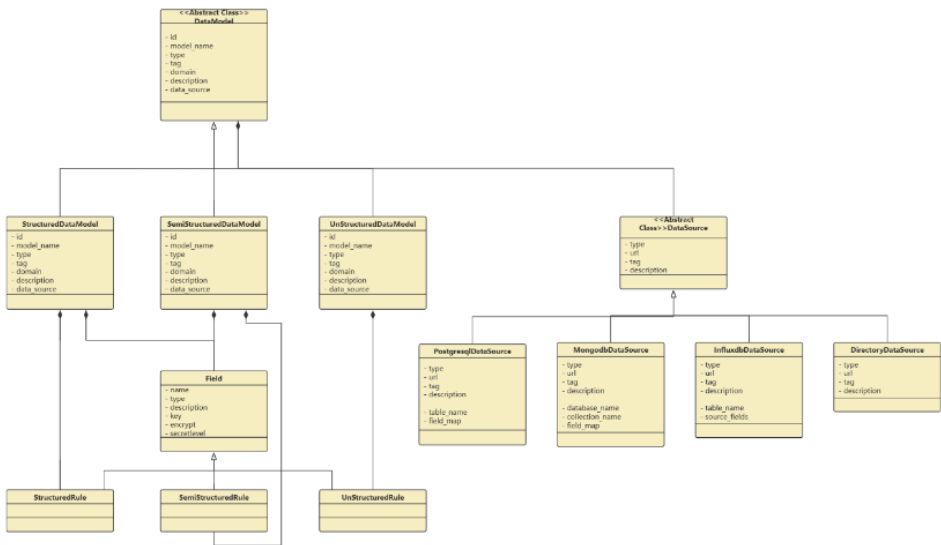 <<Abstract Class>>
DataModel
- id
- model_name
- type
- tag
- domain
- description
- data_source
StructuredDataModel
- id
- model_name
- type
- tag
- domain
- description
- data_source
SemiStructuredDataModel
- id
- model_name
- type
- tag
- domain
- description
- data_source
UnStructuredDataModel
- id
- model_name
- type
- tag
- domain
- description
- data_source
<<Abstract
Class>>DataSource
- type
- url
- tag
- description
PostgresqlDataSource
- type
- url
- tag
- description
- table_name
- field_map
MongodbDataSource
- type
- url
- tag
- description
- database_name
- collection_name
- field_map
InfluxdbDataSource
- type
- url
- tag
- description
- table_name
- source_fields
DirectoryDataSource
- type
- url
- tag
- description
Field
- name
- type
- description
- key
- encrypt
- secretlevel
StructuredRule
SemiStructuredRule
UnStructuredRule